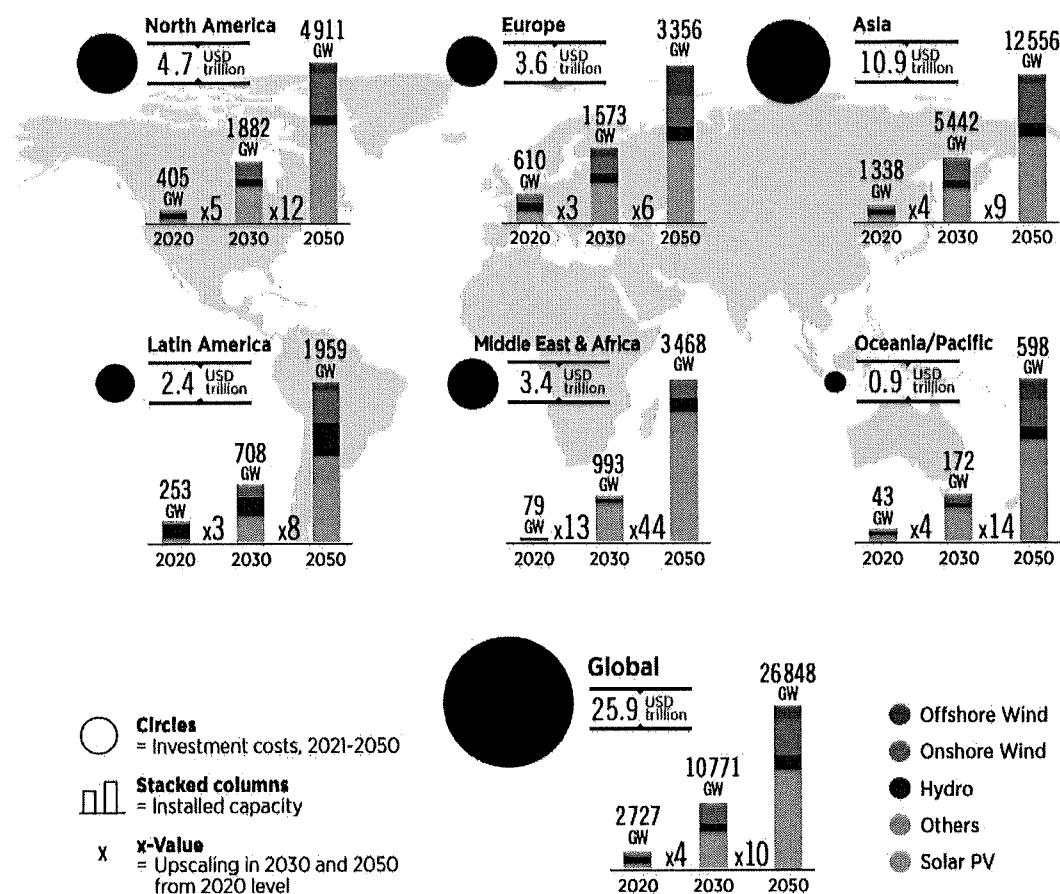 North America
4.7 USD trillion
405 GW
x5
1882 GW
x12
4911 GW
2020 2030 2050
Europe
3.6 USD trillion
610 GW
x3
1573 GW
x6
3356 GW
2020 2030 2050
Asia
10.9 USD trillion
1338 GW
x4
5442 GW
x9
12556 GW
2020 2030 2050
Latin America
2.4 USD trillion
253 GW
x3
708 GW
x8
1959 GW
2020 2030 2050
Middle East & Africa
3.4 USD trillion
79 GW
x13
993 GW
x44
3468 GW
2020 2030 2050
Oceania/Pacific
0.9 USD trillion
43 GW
x4
172 GW
x14
598 GW
2020 2030 2050
Global
25.9 USD trillion
2727 GW
x4
10771 GW
x10
26848 GW
2020 2030 2050
Circles
= Investment costs, 2021-2050
Stacked columns
= Installed capacity
x
x-Value
= Upscaling in 2030 and 2050
from 2020 level
Offshore Wind
Onshore Wind
Hydro
Others
Solar PV